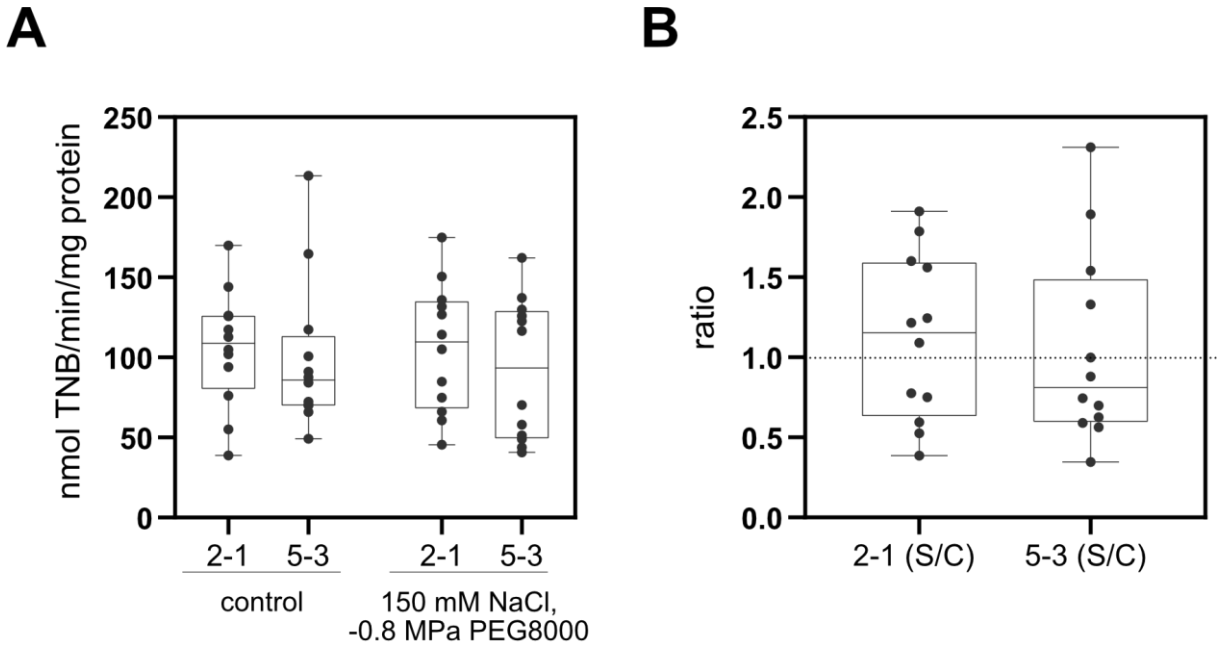 A
B
nmol TNB/min/mg protein
250
200
150
100
50
0
2-1 5-3 2-1 5-3
control
150 mM NaCl,
-0.8 MPa PEG8000
ratio
2.5
2.0
1.5
1.0
0.5
0.0
2-1 (S/C) 5-3 (S/C)